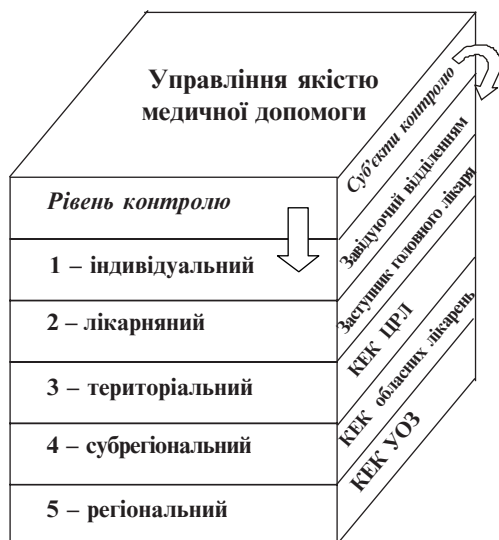 Управління якістю
медичної допомоги
Рівень контролю
Суб'єкти контролю
1 – індивідуальний
Завідуючий відділенням
2 – лікарняний
Заступник головного лікаря
3 – територіальний
КЕК ЦРЛ
4 – субрегіональний
КЕК обласних лікарень
5 – регіональний
КЕК УОЗ